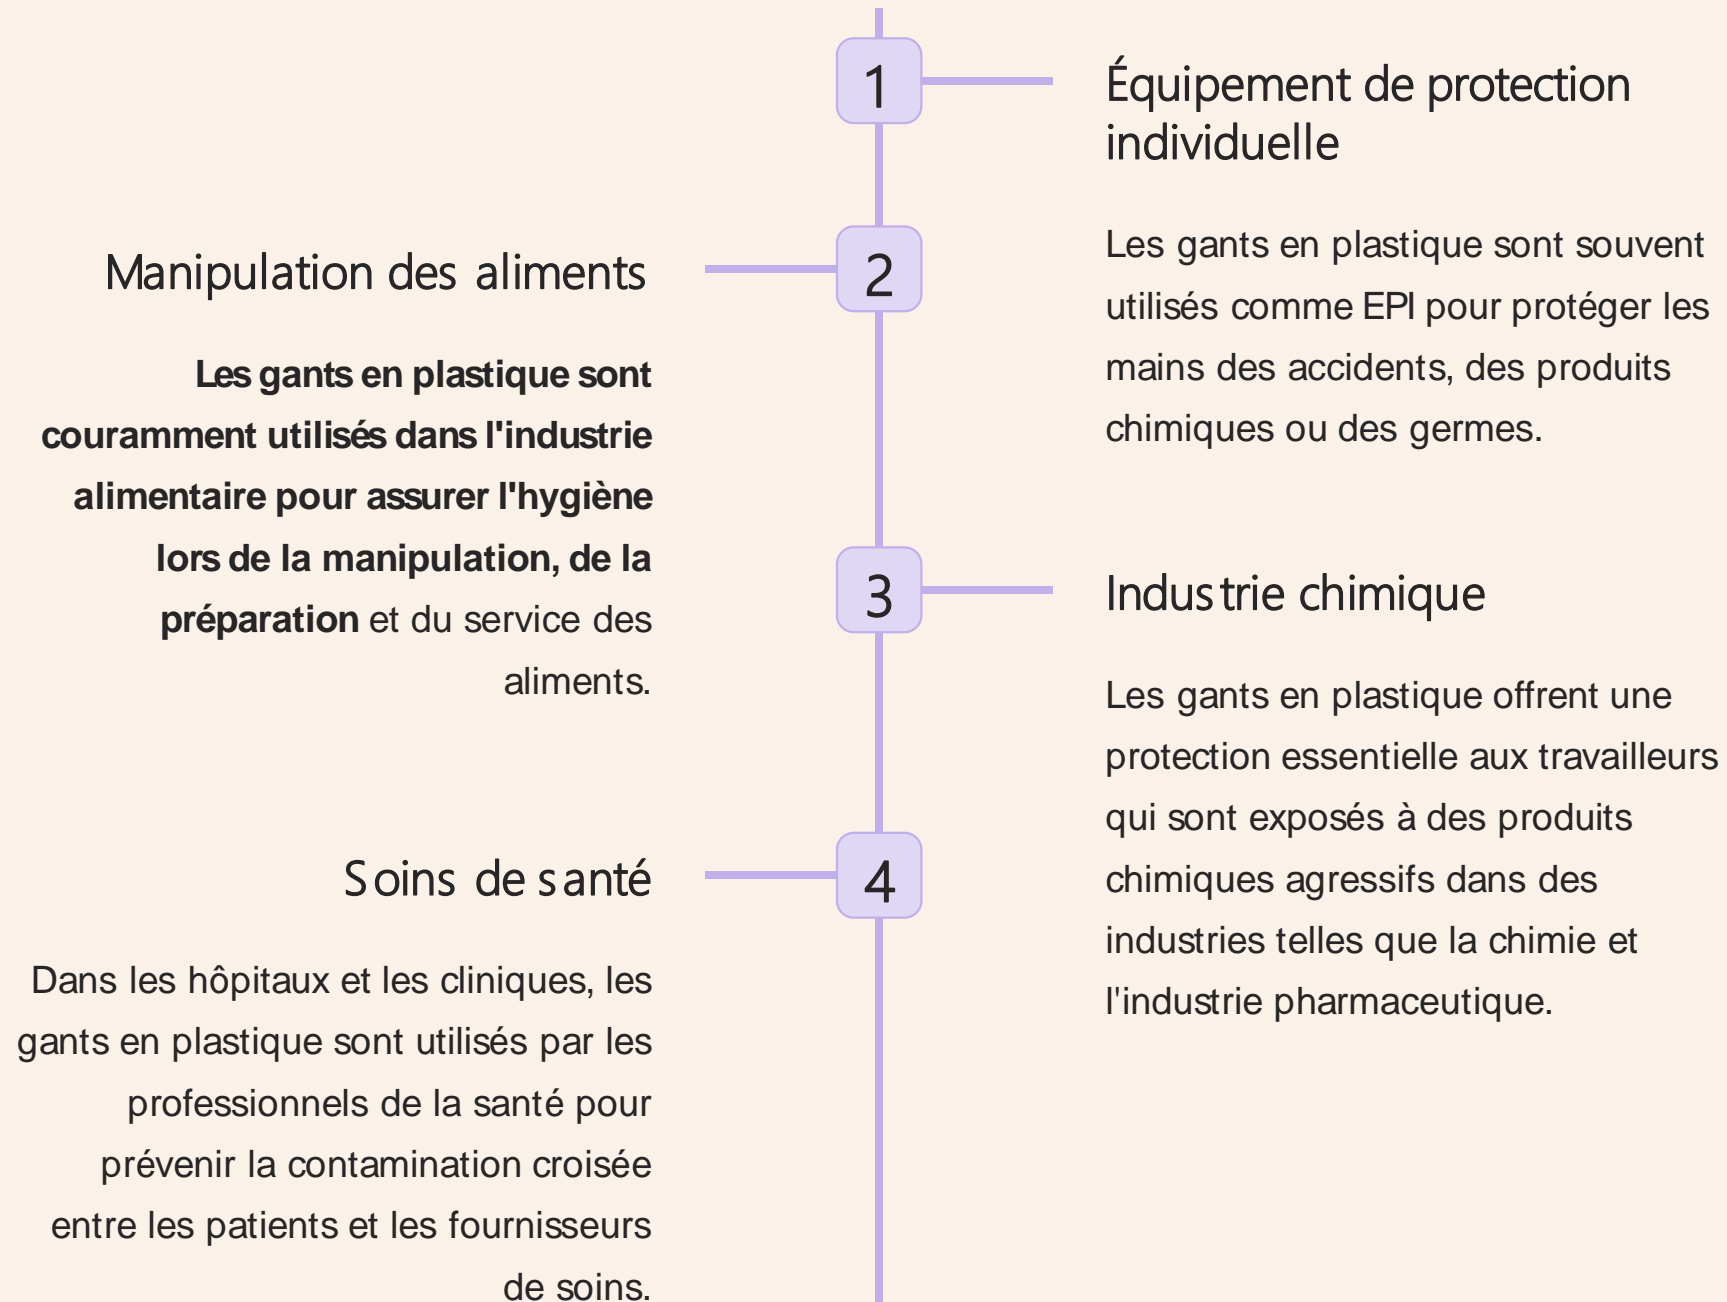 1
Équipement de protection
individuelle
Les gants en plastique sont souvent
utilisés comme EPI pour protéger les
mains des accidents, des produits
chimiques ou des germes.
2
Manipulation des aliments
Les gants en plastique sont
couramment utilisés dans l'industrie
alimentaire pour assurer l'hygiène
lors de la manipulation, de la
préparation et du service des
aliments.
3
Industrie chimique
Les gants en plastique offrent une
protection essentielle aux travailleurs
qui sont exposés à des produits
chimiques agressifs dans des
industries telles que la chimie et
l'industrie pharmaceutique.
4
Soins de santé
Dans les hôpitaux et les cliniques, les
gants en plastique sont utilisés par les
professionnels de la santé pour
prévenir la contamination croisée
entre les patients et les fournisseurs
de soins.